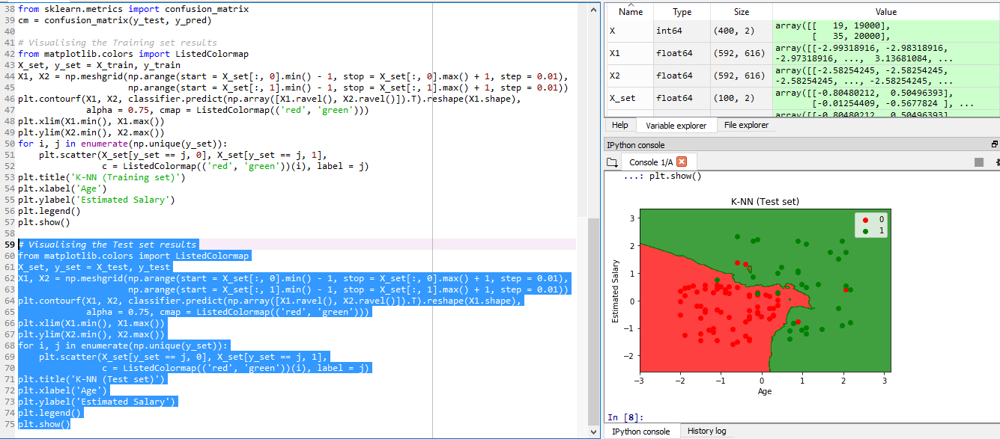 38 from sklearn.metrics import confusion_matrix
39 cm = confusion_matrix(y_test, y_pred)
40
41 # Visualising the Training set results
42 from matplotlib.colors import ListedColormap
43 X_set, y_set = X_train, y_train
44 X1, X2 = np.meshgrid(np.arange(start = X_set[:, 0].min() - 1, stop = X_set[:, 0].max() + 1, step = 0.01),
45 np.arange(start = X_set[:, 1].min() - 1, stop = X_set[:, 1].max() + 1, step = 0.01))
46 plt.contourf(X1, X2, classifier.predict(np.array([X1.ravel(), X2.ravel()]).T).reshape(X1.shape),
47 alpha = 0.75, cmap = ListedColormap(('red', 'green')))
48 plt.xlim(X1.min(), X1.max())
49 plt.ylim(X2.min(), X2.max())
50 for i, j in enumerate(np.unique(y_set)):
51 plt.scatter(X_set[y_set == j, 0], X_set[y_set == j, 1],
52 c = ListedColormap(('red', 'green'))(i), label = j)
53 plt.title('K-NN (Training set)')
54 plt.xlabel('Age')
55 plt.ylabel('Estimated Salary')
56 plt.legend()
57 plt.show()
58
59 # Visualising the Test set results
60 from matplotlib.colors import ListedColormap
61 X_set, y_set = X_test, y_test
62 X1, X2 = np.meshgrid(np.arange(start = X_set[:, 0].min() - 1, stop = X_set[:, 0].max() + 1, step = 0.01),
63 np.arange(start = X_set[:, 1].min() - 1, stop = X_set[:, 1].max() + 1, step = 0.01))
64 plt.contourf(X1, X2, classifier.predict(np.array([X1.ravel(), X2.ravel()]).T).reshape(X1.shape),
65 alpha = 0.75, cmap = ListedColormap(('red', 'green')))
66 plt.xlim(X1.min(), X1.max())
67 plt.ylim(X2.min(), X2.max())
68 for i, j in enumerate(np.unique(y_set)):
69 plt.scatter(X_set[y_set == j, 0], X_set[y_set == j, 1],
70 c = ListedColormap(('red', 'green'))(i), label = j)
71 plt.title('K-NN (Test set)')
72 plt.xlabel('Age')
73 plt.ylabel('Estimated Salary')
74 plt.legend()
75 plt.show()
Name Type Size Value
X int64 (400, 2) array([[ 19, 19000],
[ 35, 20000],
X1 float64 (592, 616) array([[-2.99318916, -2.98318916,
-2.97318916, ..., 3.13681084, ...
X2 float64 (592, 616) array([[-2.58254245, -2.58254245,
-2.58254245, ..., -2.58254245, ...
X_set float64 (100, 2) array([[-0.80480212, 0.50496393],
[-0.01254409, -0.5677824 ], ...
array([[-0.80480212, 0.50496393],
Help Variable explorer File explorer
IPython console
Console 1/A
...: plt.show()
K-NN (Test set)
0
1
3
2
1
0
−1
−2
Estimated Salary
−3 −2 −1 0 1 2 3
Age
In [8]:
IPython console History log